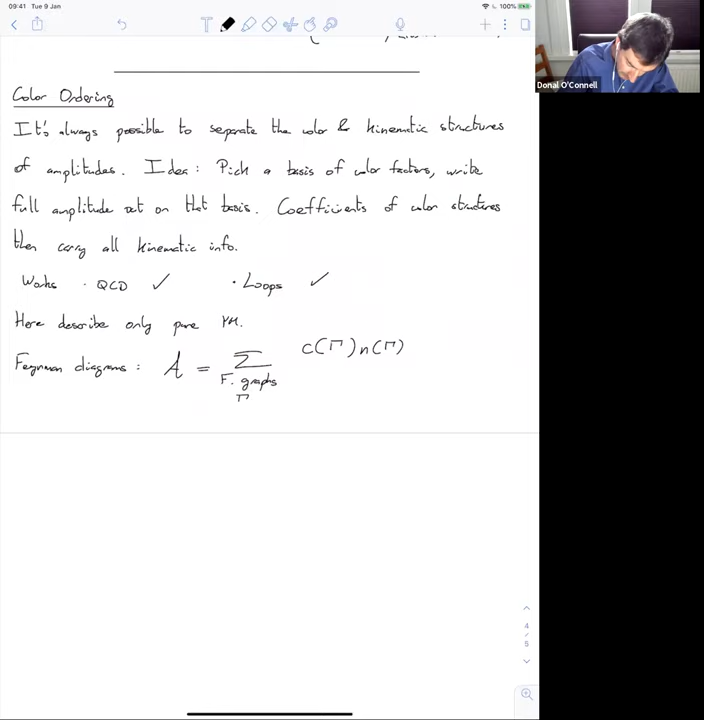 09:41 Tue 9 Jan
100%
Donal O'Connell
Color Ordering
It's always possible to separate the color & kinematic structures
of amplitudes. Idea: Pick a basis of color factors, write
full amplitude out on that basis. Coefficients of color structures
then carry all kinematic info.
Works · QCD ✓ · Loops ✓
Here describe only pure YM.
Feynman diagrams: A = Σ c(Γ) n(Γ)
F. graphs
Γ
4
/
5